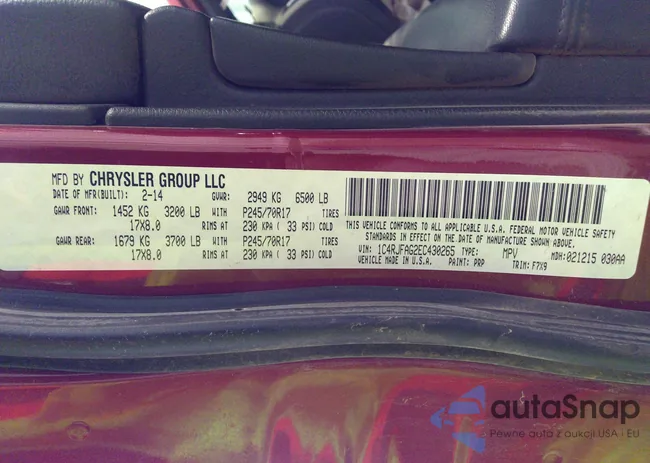 MFD BY CHRYSLER GROUP LLC
DATE OF MFR(BUILT): 2-14 GVWR: 2949 KG 6500 LB
GAWR FRONT: 1452 KG 3200 LB WITH P245/70R17 TIRES
17X8.0 RIMS AT 230 KPA( 33 PSI) COLD
GAWR REAR: 1679 KG 3700 LB WITH P245/70R17 TIRES
17X8.0 RIMS AT 230 KPA( 33 PSI) COLD
THIS VEHICLE CONFORMS TO ALL APPLICABLE U.S.A. FEDERAL MOTOR VEHICLE SAFETY
STANDARDS IN EFFECT ON THE DATE OF MANUFACTURE SHOWN ABOVE.
VIN: 1C4RJFAG2EC430265 TYPE: MPV MDH: 021215 030AA
VEHICLE MADE IN U.S.A. PAINT: PRP TRIM: F7X9
autaSnap
Pewne auta z aukcji USA i EU